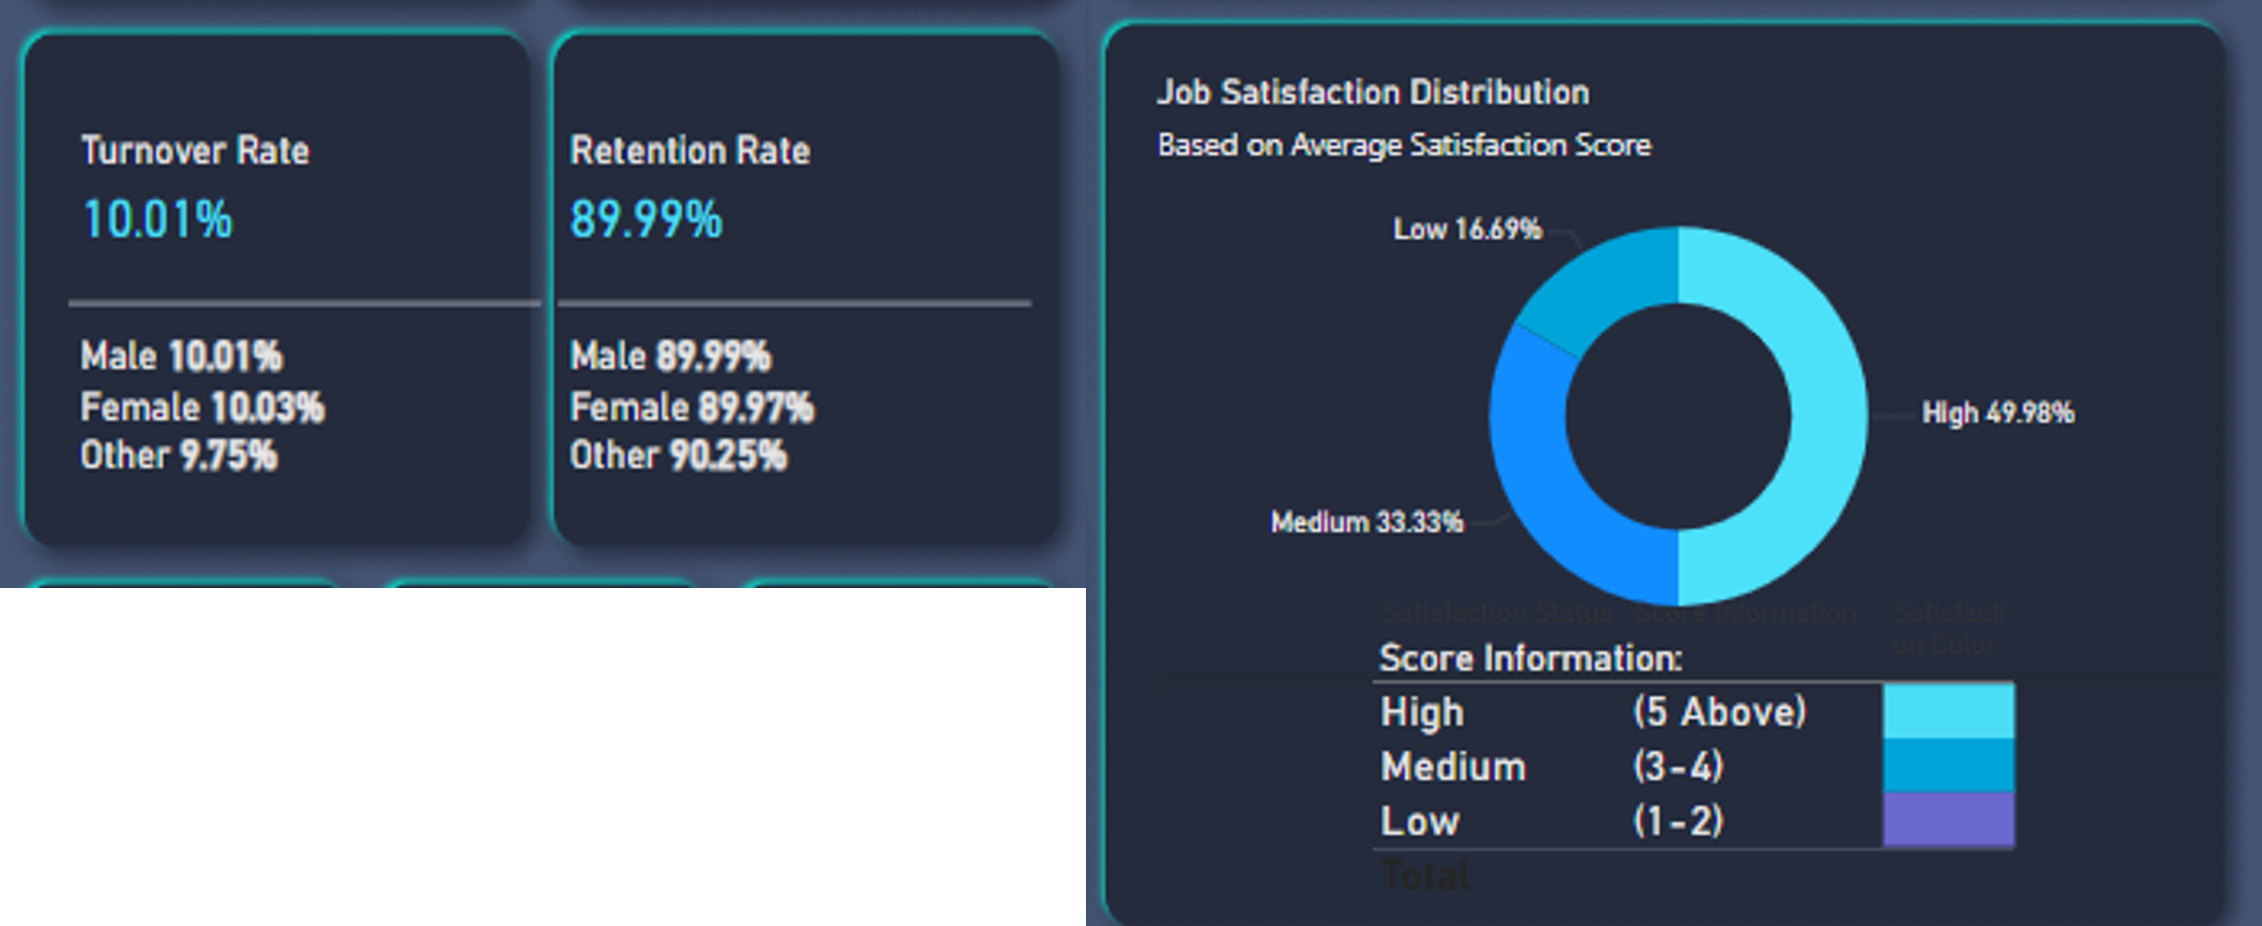 Turnover Rate
10.01%
Male 10.01%
Female 10.03%
Other 9.75%
Retention Rate
89.99%
Male 89.99%
Female 89.97%
Other 90.25%
Job Satisfaction Distribution
Based on Average Satisfaction Score
Low 16.69%
High 49.98%
Medium 33.33%
Satisfaction Status Score Information Satisfacti
on Color
Score Information:
High (5 Above)
Medium (3-4)
Low (1-2)
Total